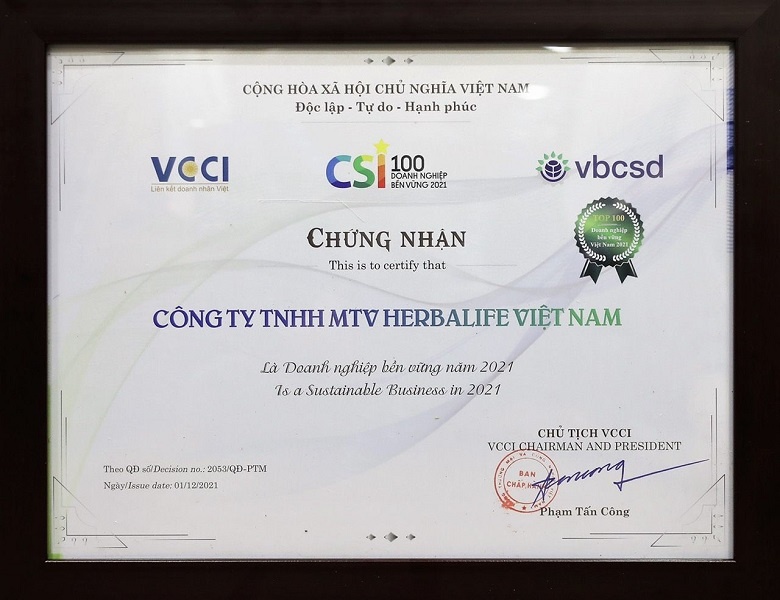 CỘNG HÒA XÃ HỘI CHỦ NGHĨA VIỆT NAM
Độc lập - Tự do - Hạnh phúc
VCCI
Liên kết doanh nhân Việt
CSI 100
DOANH NGHIỆP
BỀN VỮNG 2021
vbcsd
TOP 100
Doanh nghiệp
bền vững
Việt Nam 2021
CHỨNG NHẬN
This is to certify that
CÔNG TY TNHH MTV HERBALIFE VIỆT NAM
Là Doanh nghiệp bền vững năm 2021
Is a Sustainable Business in 2021
CHỦ TỊCH VCCI
VCCI CHAIRMAN AND PRESIDENT
Theo QĐ số/Decision no.: 2053/QĐ-PTM
Ngày/Issue date: 01/12/2021
BAN
CHẤP HÀNH
Phạm Tấn Công